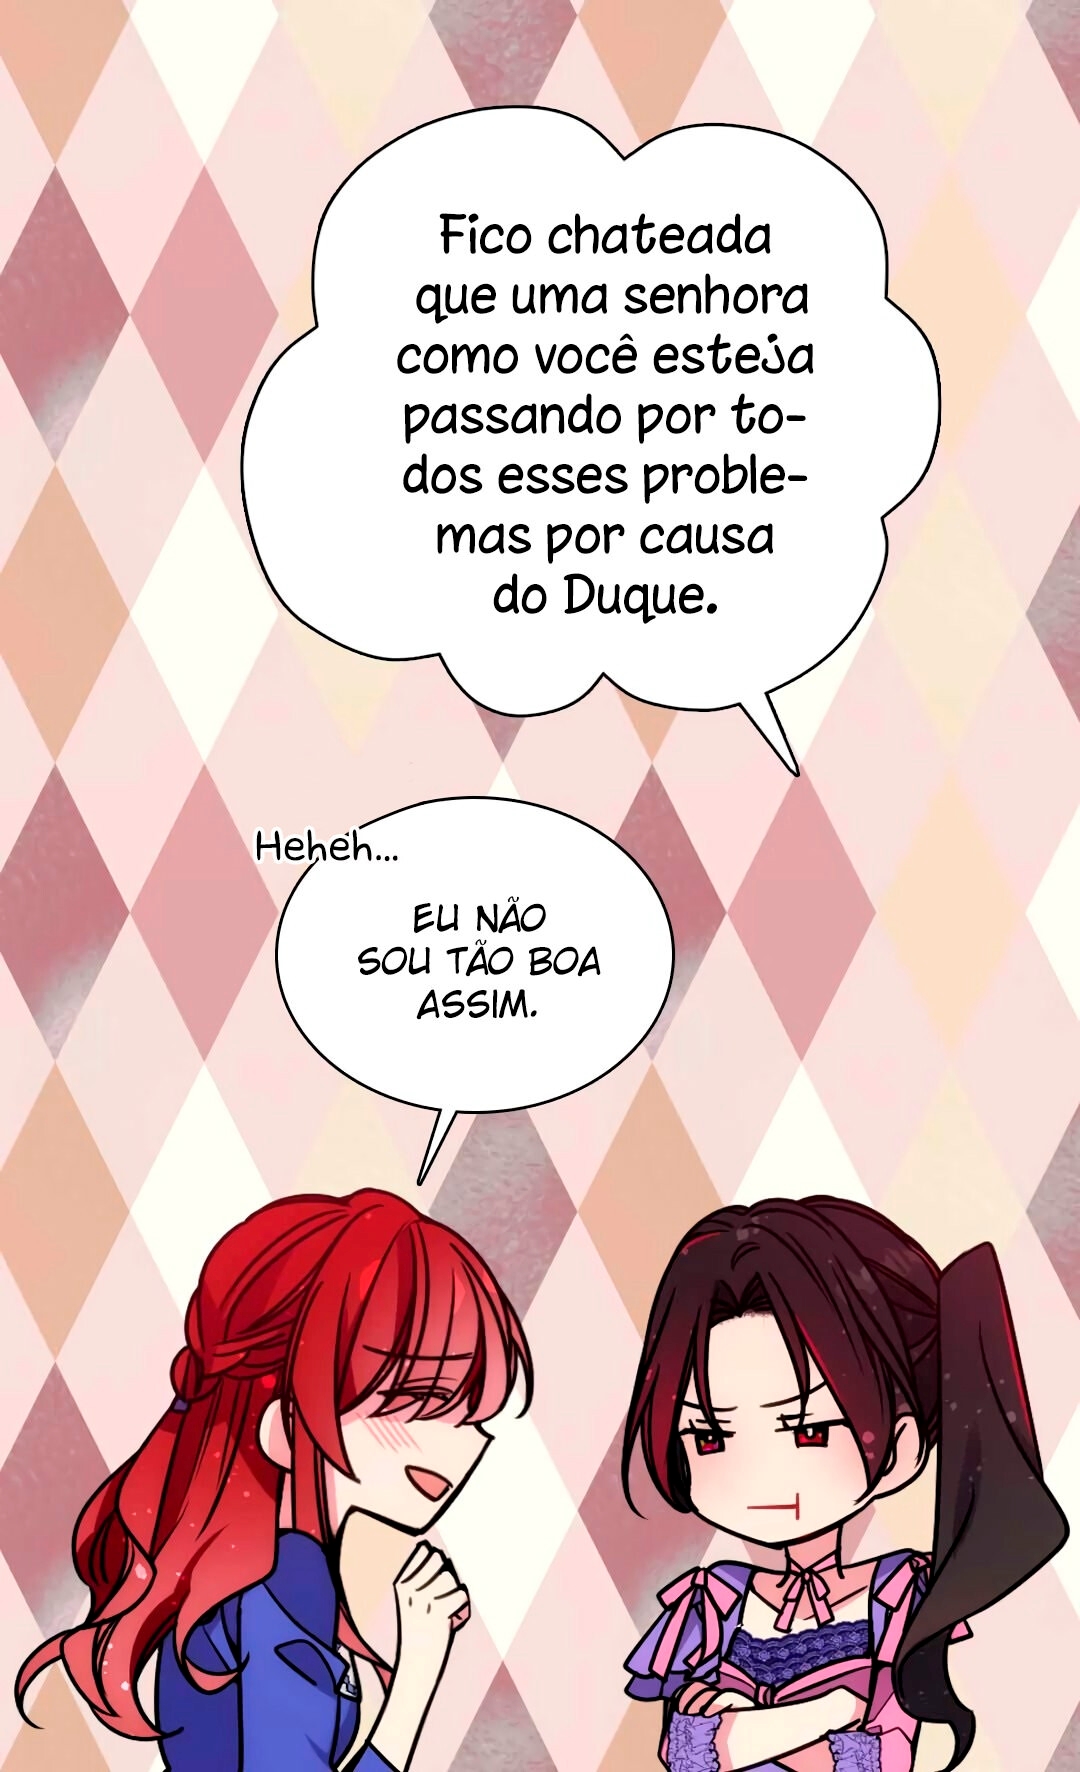 Fico chateada
que uma senhora
como você esteja
passando por to-
dos esses proble-
mas por causa
do Duque.
Heheh...
EU NÃO
SOU TÃO BOA
ASSIM.